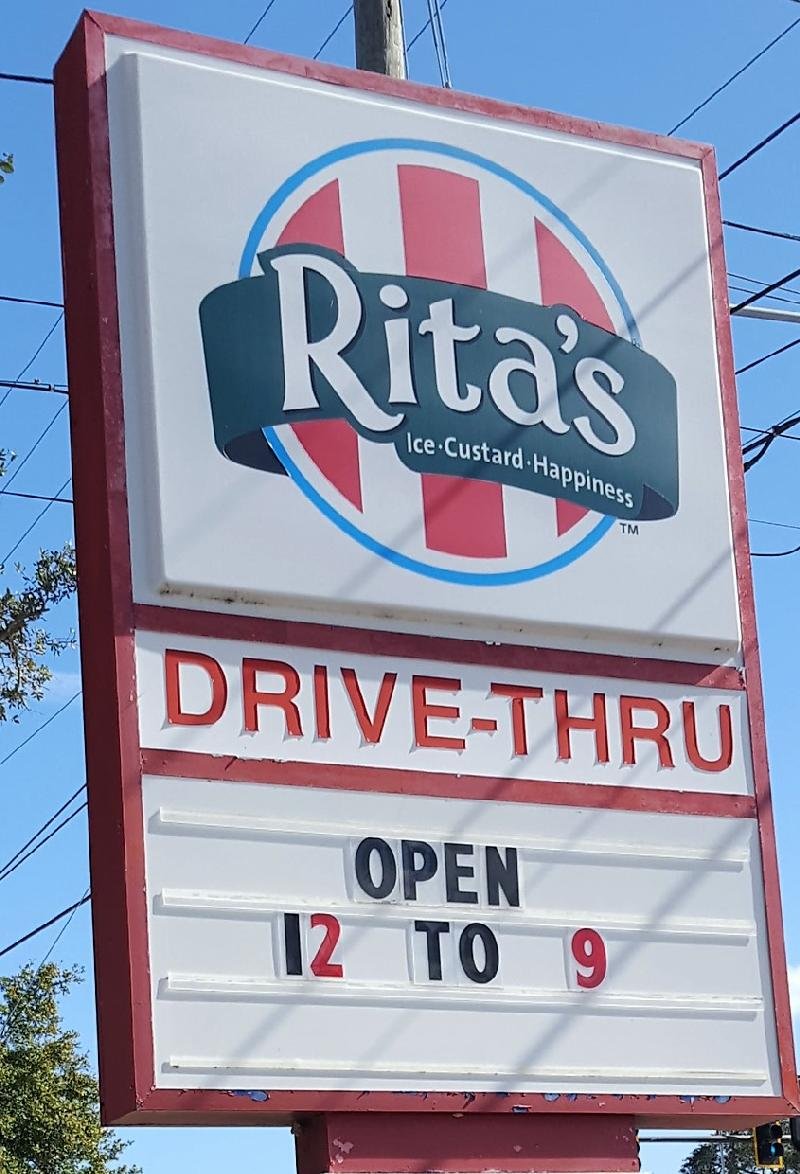 Rita's
Ice·Custard·Happiness
TM
DRIVE-THRU
OPEN
12 TO 9